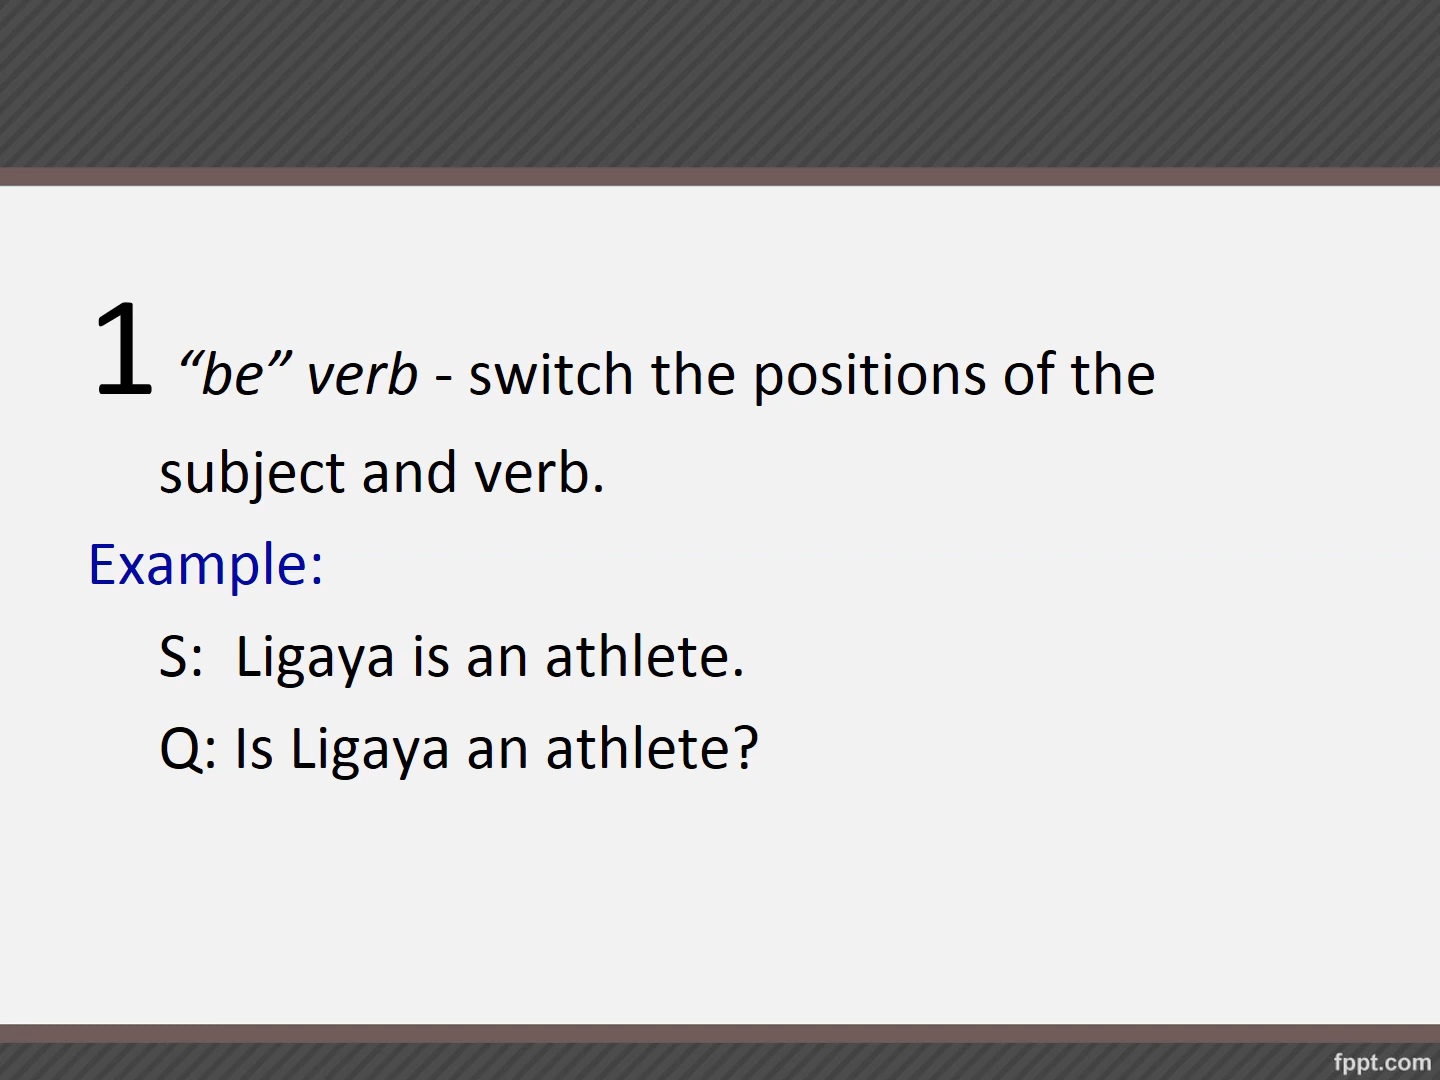 1 “be” verb - switch the positions of the
subject and verb.
Example:
S: Ligaya is an athlete.
Q: Is Ligaya an athlete?
fppt.com